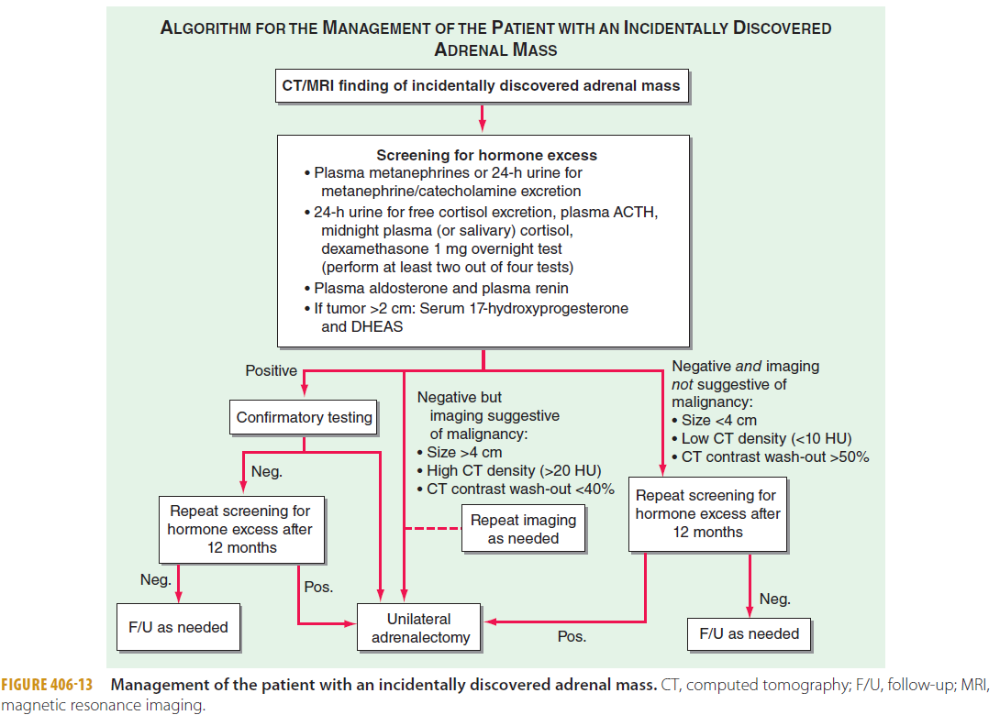 ALGORITHM FOR THE MANAGEMENT OF THE PATIENT WITH AN INCIDENTALLY DISCOVERED
ADRENAL MASS
CT/MRI finding of incidentally discovered adrenal mass
Screening for hormone excess
• Plasma metanephrines or 24-h urine for
metanephrine/catecholamine excretion
• 24-h urine for free cortisol excretion, plasma ACTH,
midnight plasma (or salivary) cortisol,
dexamethasone 1 mg overnight test
(perform at least two out of four tests)
• Plasma aldosterone and plasma renin
• If tumor >2 cm: Serum 17-hydroxyprogesterone
and DHEAS
Positive
Confirmatory testing
Neg.
Repeat screening for
hormone excess after
12 months
Neg.
Pos.
F/U as needed
Negative but
imaging suggestive
of malignancy:
• Size >4 cm
• High CT density (>20 HU)
• CT contrast wash-out <40%
Repeat imaging
as needed
Unilateral
adrenalectomy
Negative and imaging
not suggestive of
malignancy:
• Size <4 cm
• Low CT density (<10 HU)
• CT contrast wash-out >50%
Repeat screening for
hormone excess after
12 months
Pos.
Neg.
F/U as needed
FIGURE 406-13 Management of the patient with an incidentally discovered adrenal mass. CT, computed tomography; F/U, follow-up; MRI,
magnetic resonance imaging.